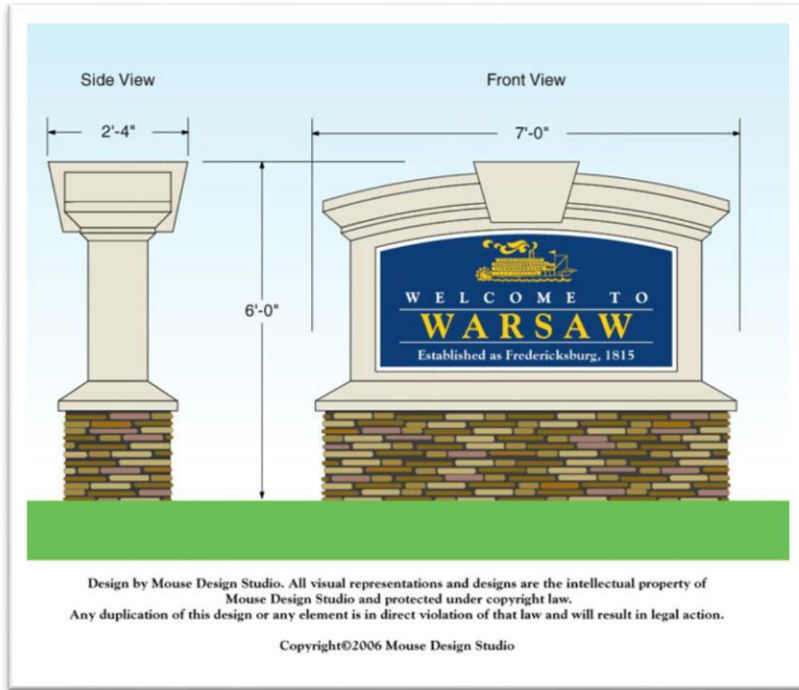 Side View
Front View
2'-4"
7'-0"
6'-0"
WELCOME TO
WARSAW
Established as Fredericksburg, 1815
Design by Mouse Design Studio. All visual representations and designs are the intellectual property of
Mouse Design Studio and protected under copyright law.
Any duplication of this design or any element is in direct violation of that law and will result in legal action.
Copyright©2006 Mouse Design Studio